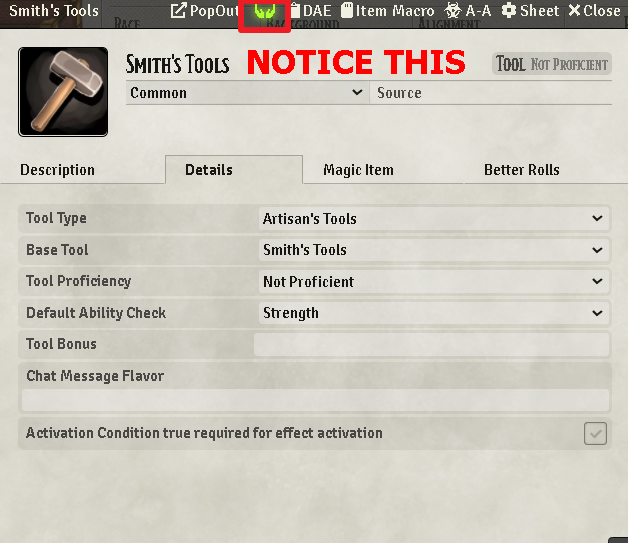 Smith's Tools PopOut DAE Item Macro A-A Sheet Close
RACE BACKGROUND ALIGNMENT
SMITH'S TOOLS NOTICE THIS TOOL NOT PROFICIENT
Common Source
Description Details Magic Item Better Rolls
Tool Type Artisan's Tools
Base Tool Smith's Tools
Tool Proficiency Not Proficient
Default Ability Check Strength
Tool Bonus
Chat Message Flavor
Activation Condition true required for effect activation